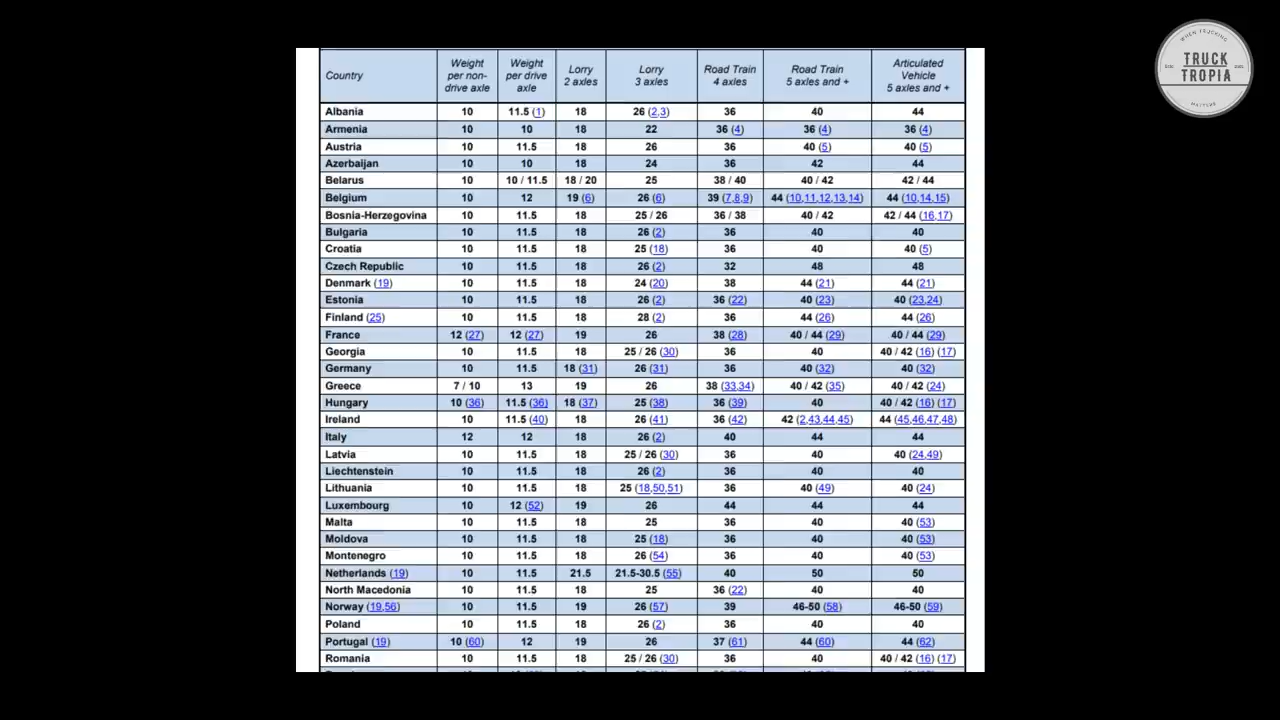 Country Weight per non-drive axle Weight per drive axle Lorry 2 axles Lorry 3 axles Road Train 4 axles Road Train 5 axles and + Articulated Vehicle 5 axles and +
Albania 10 11.5 (1) 18 26 (2,3) 36 40 44
Armenia 10 10 18 22 36 (4) 36 (4) 36 (4)
Austria 10 11.5 18 26 36 40 (5) 40 (5)
Azerbaijan 10 10 18 24 36 42 44
Belarus 10 10 / 11.5 18 / 20 25 38 / 40 40 / 42 42 / 44
Belgium 10 12 19 (6) 26 (6) 39 (7,8,9) 44 (10,11,12,13,14) 44 (10,14,15)
Bosnia-Herzegovina 10 11.5 18 25 / 26 36 / 38 40 / 42 42 / 44 (16,17)
Bulgaria 10 11.5 18 26 (2) 36 40 40
Croatia 10 11.5 18 25 (18) 36 40 40 (5)
Czech Republic 10 11.5 18 26 (2) 32 48 48
Denmark (19) 10 11.5 18 24 (20) 38 44 (21) 44 (21)
Estonia 10 11.5 18 26 (2) 36 (22) 40 (23) 40 (23,24)
Finland (25) 10 11.5 18 28 (2) 36 44 (26) 44 (26)
France 12 (27) 12 (27) 19 26 38 (28) 40 / 44 (29) 40 / 44 (29)
Georgia 10 11.5 18 25 / 26 (30) 36 40 40 / 42 (16) (17)
Germany 10 11.5 18 (31) 26 (31) 36 40 (32) 40 (32)
Greece 7 / 10 13 19 26 38 (33,34) 40 / 42 (35) 40 / 42 (24)
Hungary 10 (36) 11.5 (36) 18 (37) 25 (38) 36 (39) 40 40 / 42 (16) (17)
Ireland 10 11.5 (40) 18 26 (41) 36 (42) 42 (2,43,44,45) 44 (45,46,47,48)
Italy 12 12 18 26 (2) 40 44 44
Latvia 10 11.5 18 25 / 26 (30) 36 40 40 (24,49)
Liechtenstein 10 11.5 18 26 (2) 36 40 40
Lithuania 10 11.5 18 25 (18,50,51) 36 40 (49) 40 (24)
Luxembourg 10 12 (52) 19 26 44 44 44
Malta 10 11.5 18 25 36 40 40 (53)
Moldova 10 11.5 18 25 (18) 36 40 40 (53)
Montenegro 10 11.5 18 26 (54) 36 40 40 (53)
Netherlands (19) 10 11.5 21.5 21.5-30.5 (55) 40 50 50
North Macedonia 10 11.5 18 25 36 (22) 40 40
Norway (19,56) 10 11.5 19 26 (57) 39 46-50 (58) 46-50 (59)
Poland 10 11.5 18 26 (2) 36 40 40
Portugal (19) 10 (60) 12 19 26 37 (61) 44 (60) 44 (62)
Romania 10 11.5 18 25 / 26 (30) 36 40 40 / 42 (16) (17)
WHEN TRUCKING
TRUCK
TROPIA
MATTERS